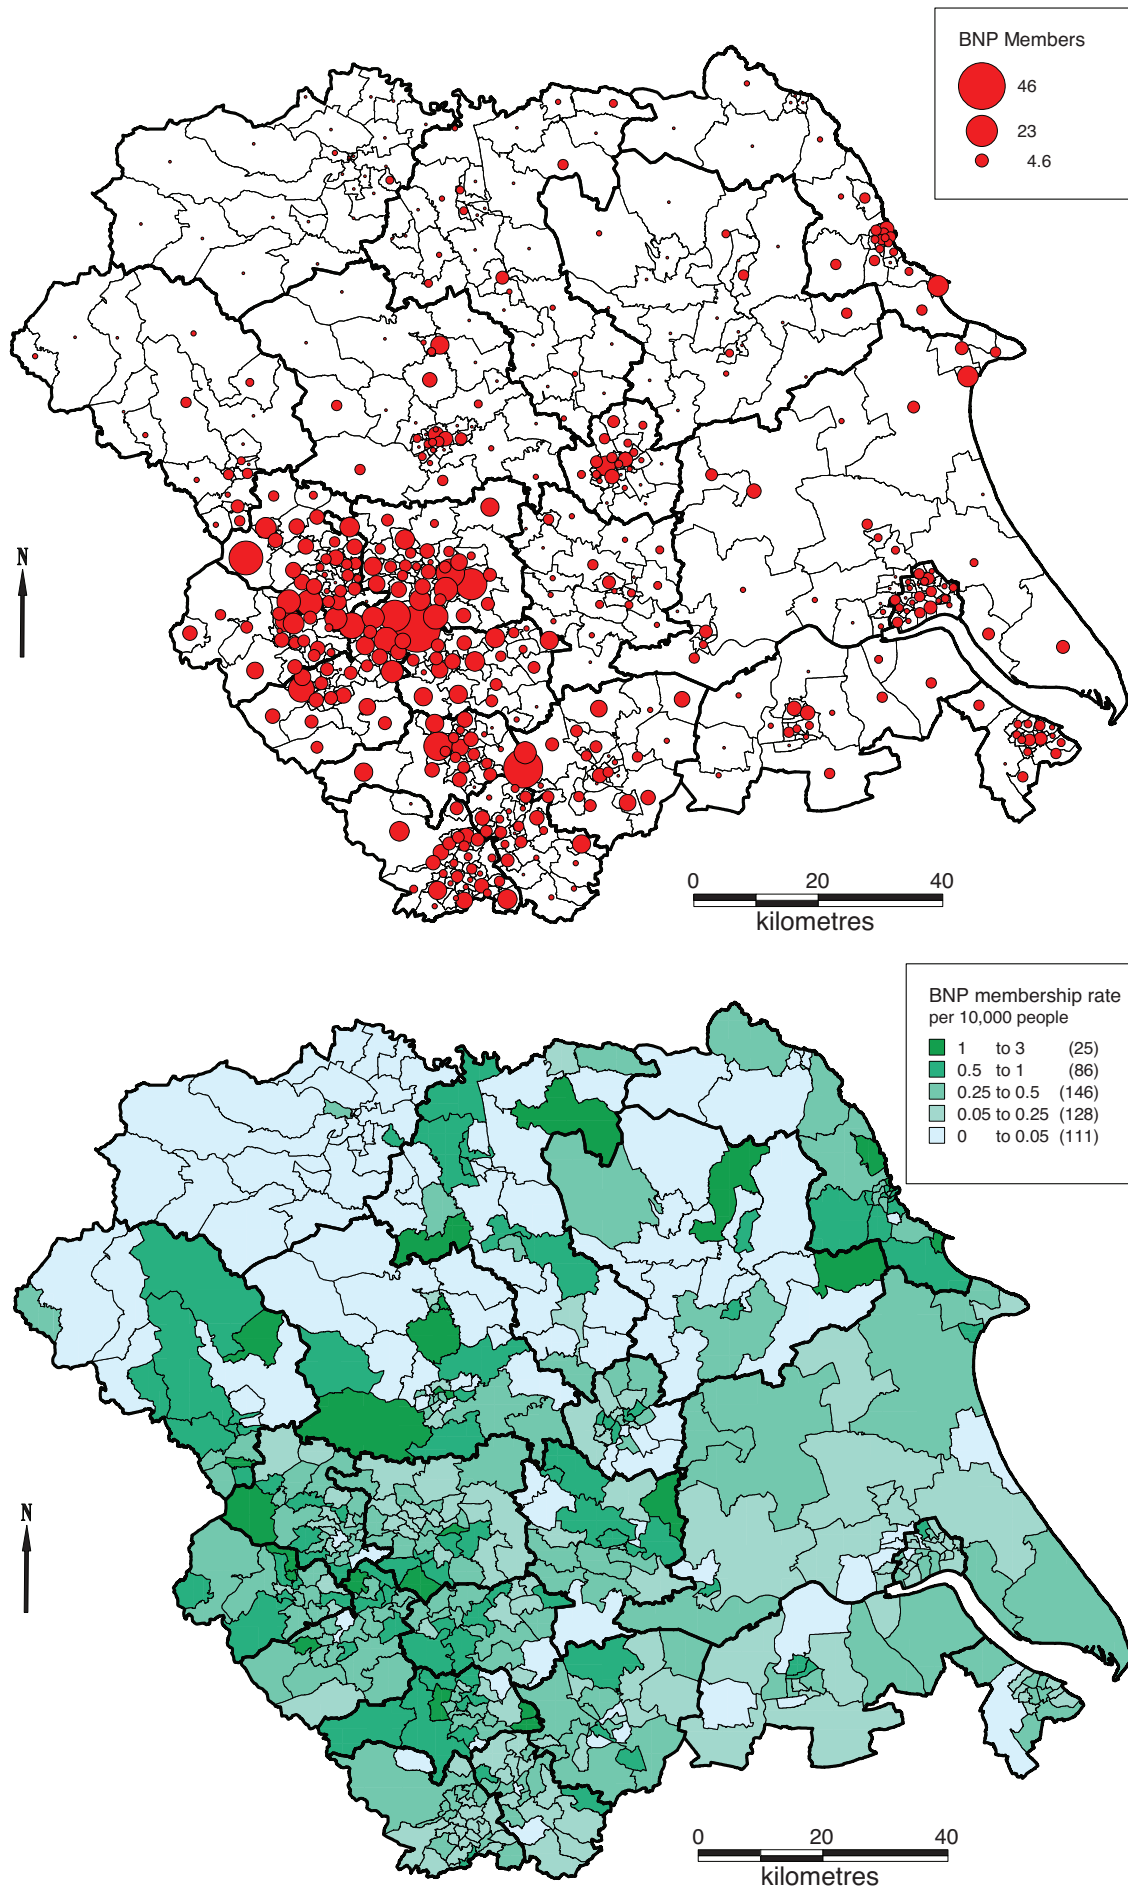 BNP Members
46
23
4.6
N
0 20 40
kilometres
BNP membership rate
per 10,000 people
1 to 3 (25)
0.5 to 1 (86)
0.25 to 0.5 (146)
0.05 to 0.25 (128)
0 to 0.05 (111)
N
0 20 40
kilometres